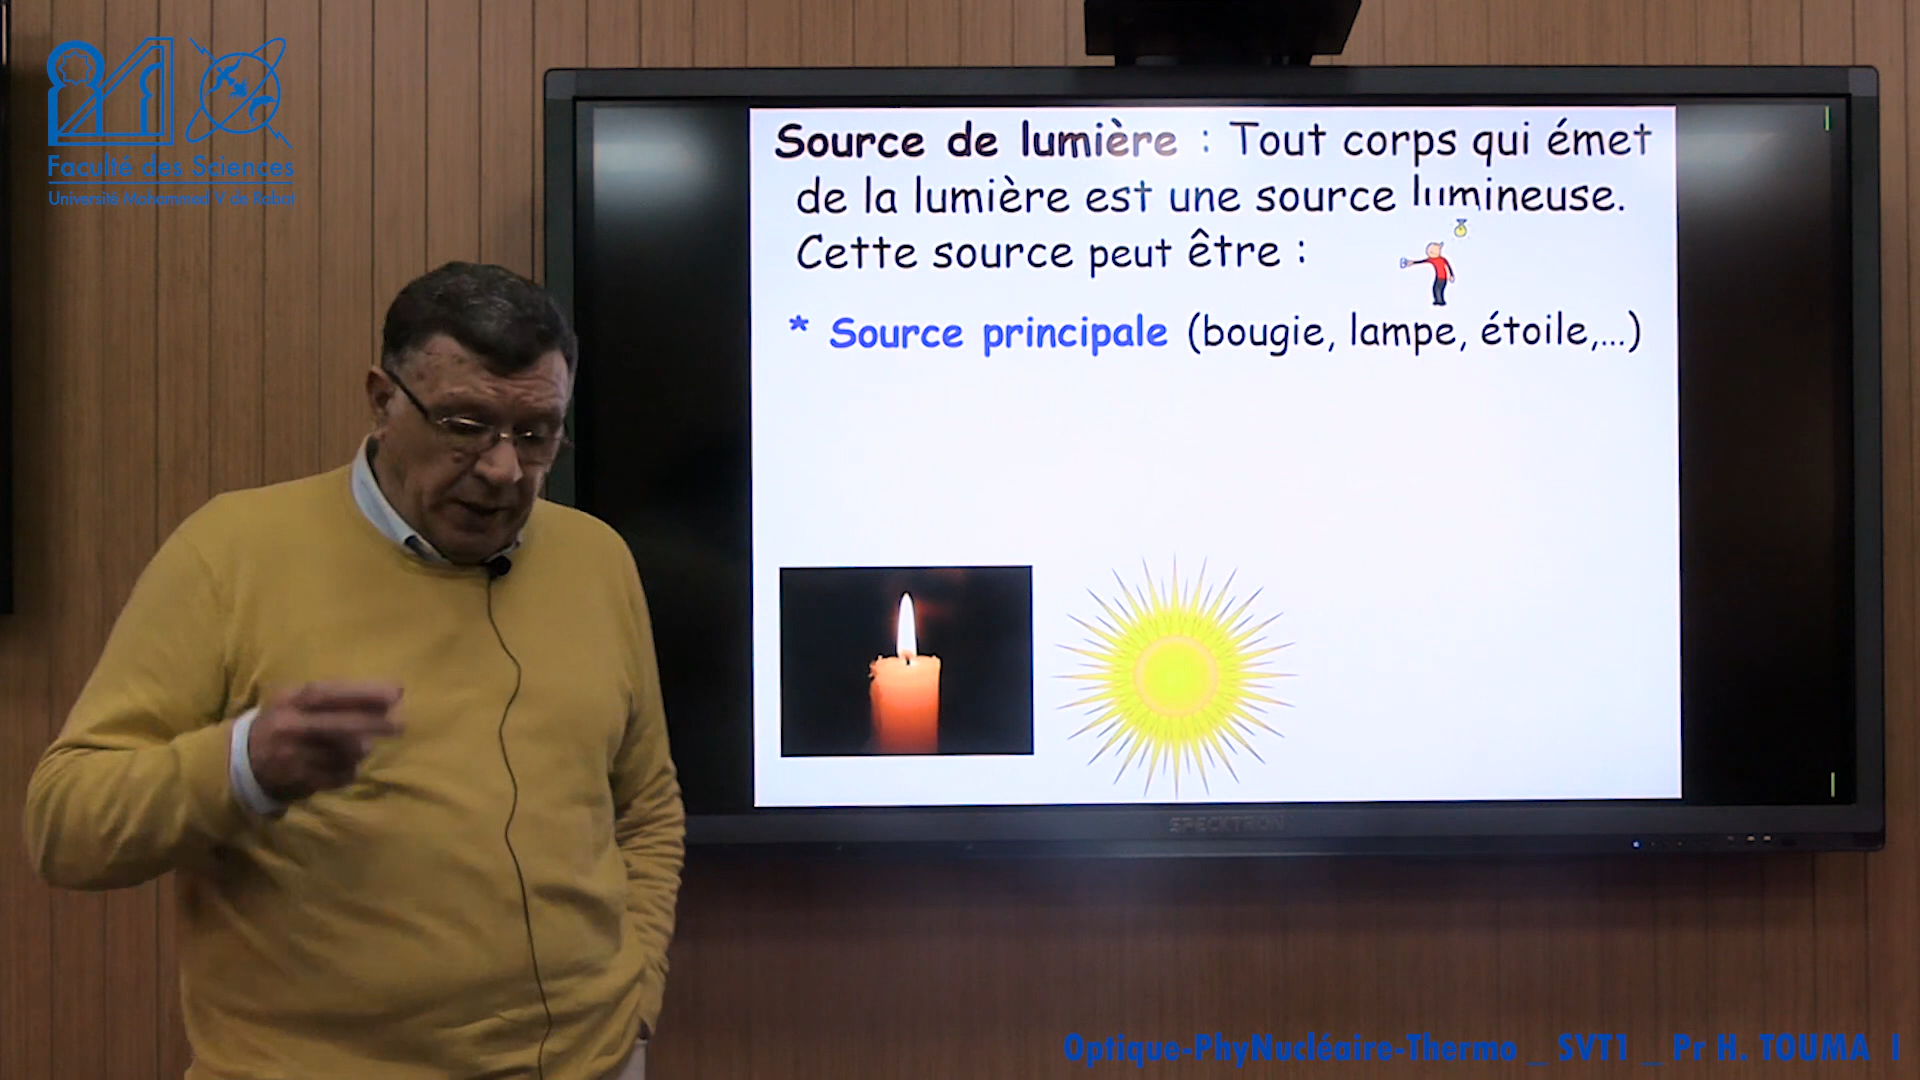 Faculté des Sciences
Université Mohammed V de Rabat
Source de lumière : Tout corps qui émet
de la lumière est une source lumineuse.
Cette source peut être :
* Source principale (bougie, lampe, étoile,...)
SPECKTRON
Optique-PhyNucléaire-Thermo _ SVT1 _ Pr H. TOUMA I